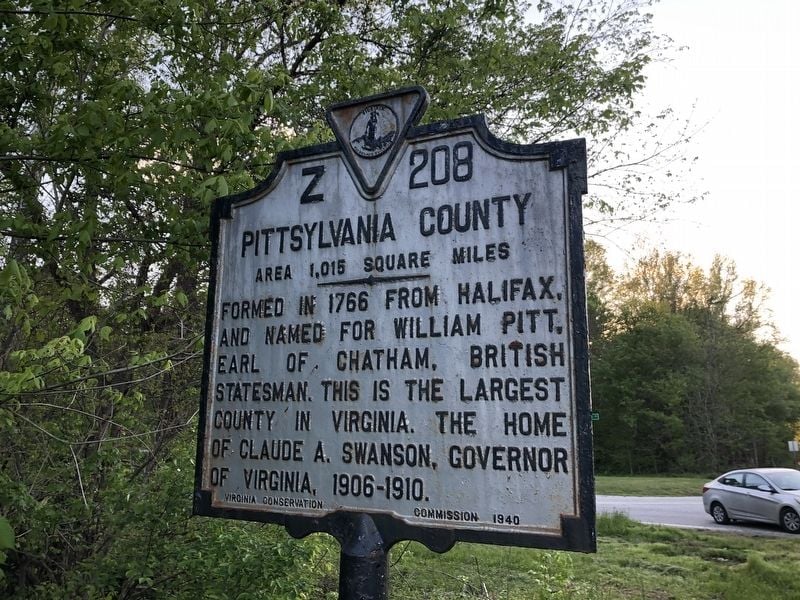 Z 208
PITTSYLVANIA COUNTY
AREA 1,015 SQUARE MILES
FORMED IN 1766 FROM HALIFAX,
AND NAMED FOR WILLIAM PITT,
EARL OF CHATHAM, BRITISH
STATESMAN. THIS IS THE LARGEST
COUNTY IN VIRGINIA. THE HOME
OF CLAUDE A. SWANSON, GOVERNOR
OF VIRGINIA, 1906-1910.
VIRGINIA CONSERVATION COMMISSION 1940